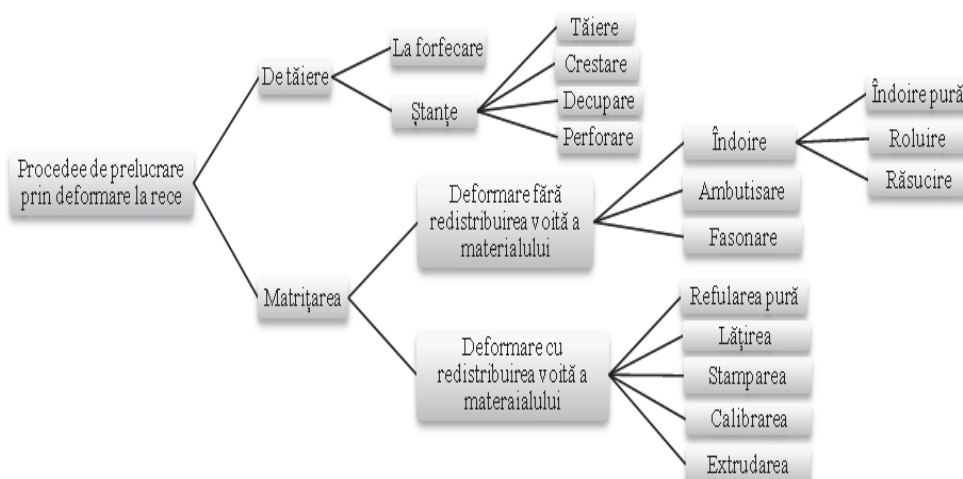 Procedee de prelucrare
prin deformare la rece
De tăiere
La forfecare
Ștanțe
Tăiere
Crestare
Decupare
Perforare
Matrițarea
Deformare fără
redistribuirea voită a
materialului
Îndoire
Îndoire pură
Roluire
Răsucire
Ambutisare
Fasonare
Deformare cu
redistribuirea voită a
materaialului
Refularea pură
Lățirea
Stamparea
Calibrarea
Extrudarea